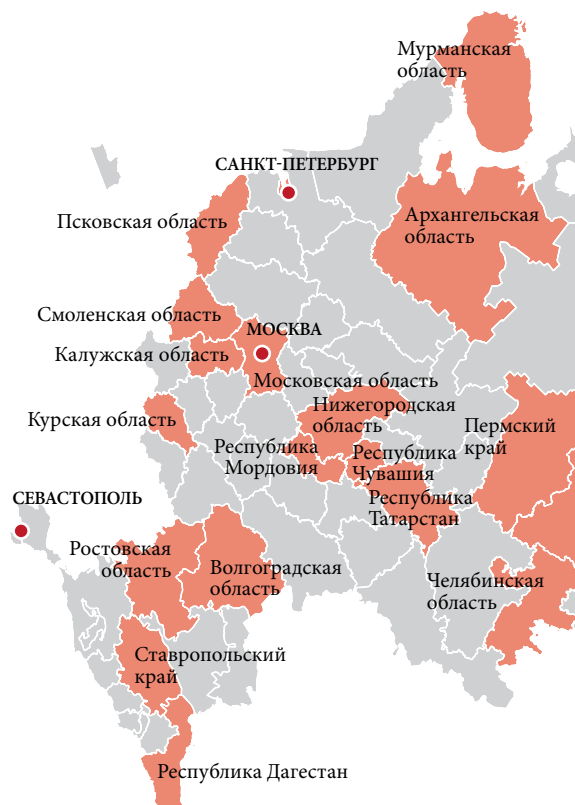 Мурманская
область
САНКТ-ПЕТЕРБУРГ
Псковская область
Архангельская
область
Смоленская область
МОСКВА
Калужская область
Московская область
Нижегородская
область
Курская область
Пермский
край
Республика
Мордовия
Республика
Чувашия
Республика
Татарстан
СЕВАСТОПОЛЬ
Ростовская
область
Волгоградская
область
Челябинская
область
Ставропольский
край
Республика Дагестан